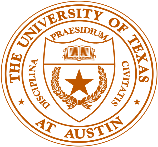 THE UNIVERSITY OF TEXAS
AT AUSTIN
DISCIPLINA
PRAESIDIUM
CIVITATIS